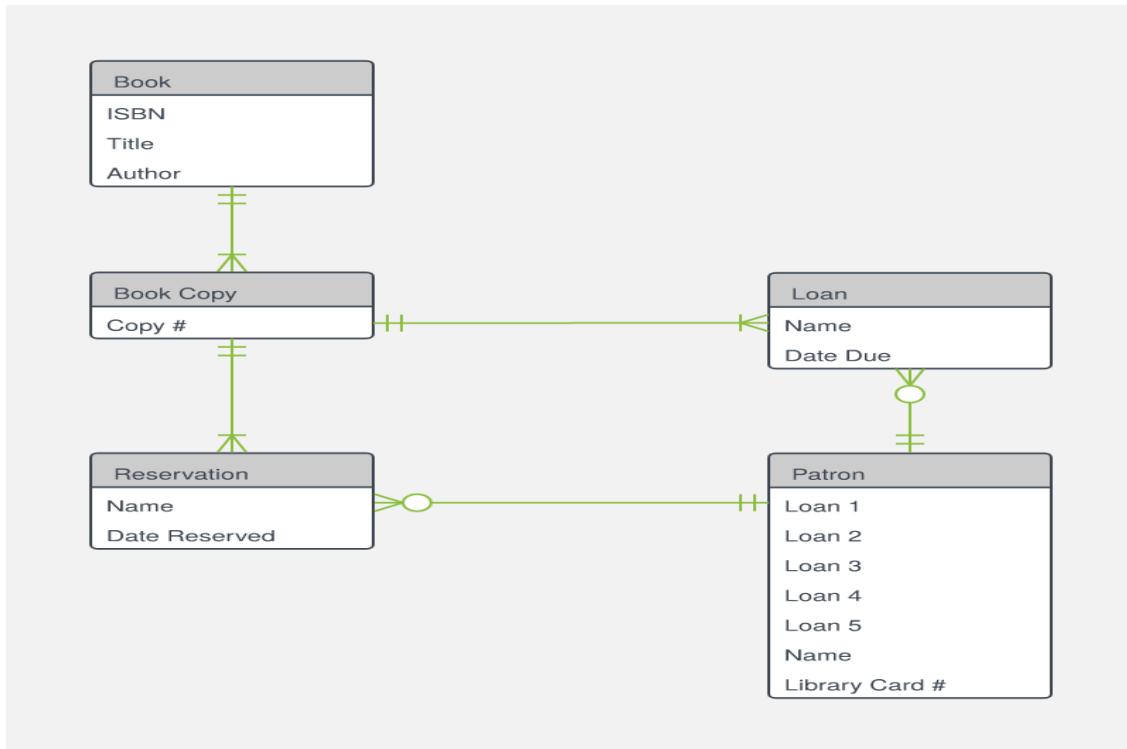 Book
ISBN
Title
Author
Book Copy
Copy #
Loan
Name
Date Due
Reservation
Name
Date Reserved
Patron
Loan 1
Loan 2
Loan 3
Loan 4
Loan 5
Name
Library Card #